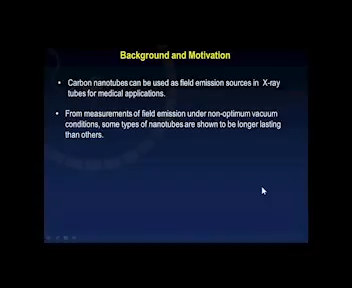 Background and Motivation
• Carbon nanotubes can be used as field emission sources in X-ray
tubes for medical applications.
• From measurements of field emission under non-optimum vacuum
conditions, some types of nanotubes are shown to be longer lasting
than others.